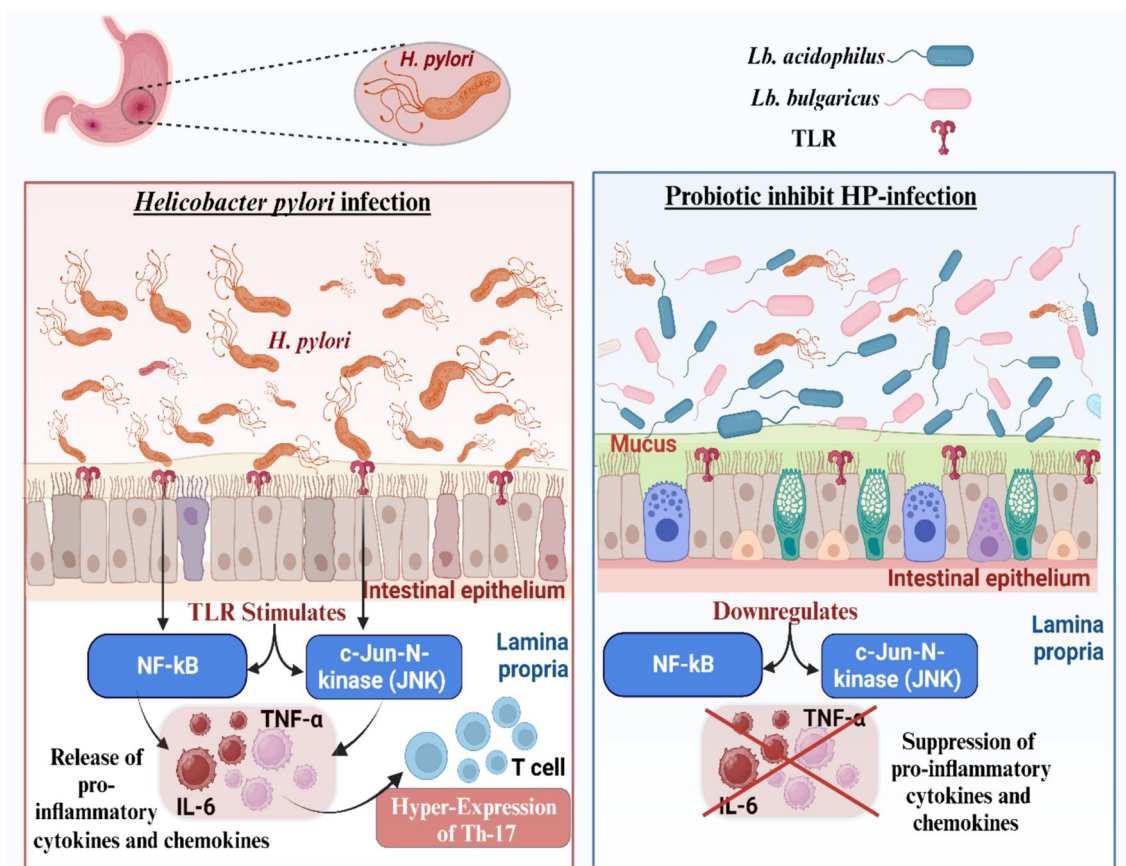 H. pylori
Lb. acidophilus
Lb. bulgaricus
TLR
Helicobacter pylori infection
H. pylori
Intestinal epithelium
TLR Stimulates
NF-kB
c-Jun-N-
kinase (JNK)
Lamina
propria
TNF-α
IL-6
T cell
Release of
pro-
inflammatory
cytokines and chemokines
Hyper-Expression
of Th-17
Probiotic inhibit HP-infection
Mucus
Intestinal epithelium
Downregulates
Lamina
propria
NF-kB
c-Jun-N-
kinase (JNK)
TNF-α
IL-6
Suppression of
pro-inflammatory
cytokines and
chemokines